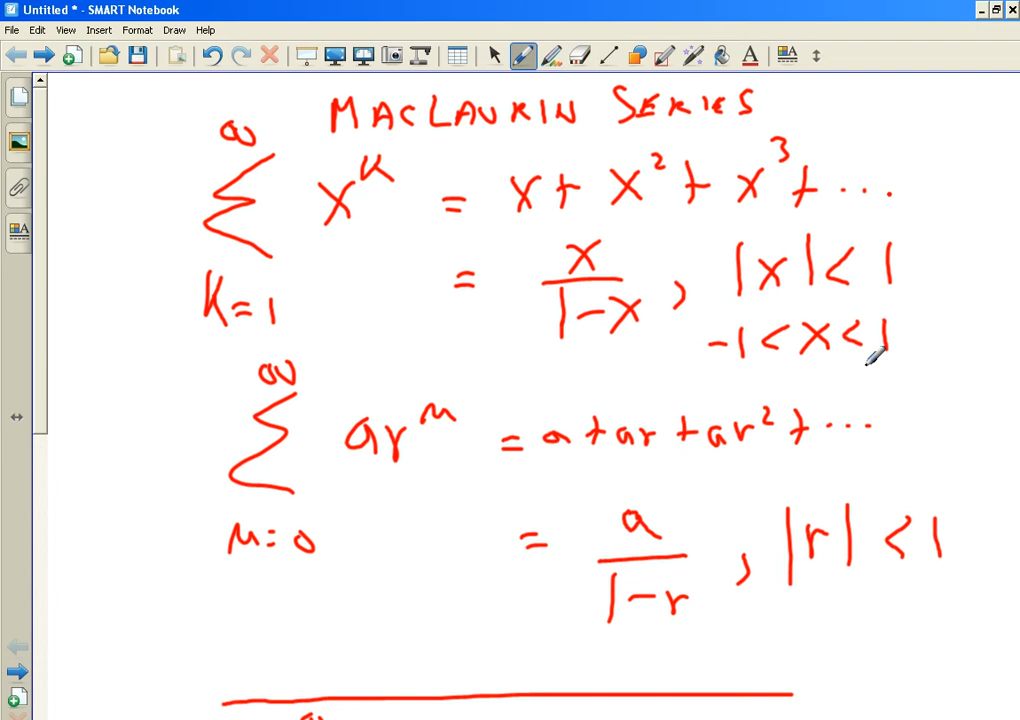 Untitled * - SMART Notebook
File Edit View Insert Format Draw Help
MACLAURIN SERIES
∞
∑ x^k = x + x^2 + x^3 + ...
k=1
= x/(1-x), |x| < 1
-1 < x < 1
∞
∑ ar^n = a + ar + ar^2 + ...
n=0
= a/(1-r), |r| < 1